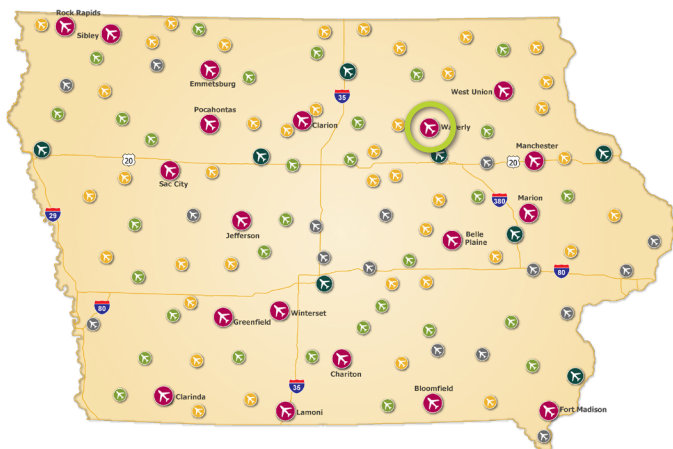 Rock Rapids
Sibley
Emmetsburg
West Union
35
Pocahontas
Clarion
Waverly
20
20
Manchester
Sac City
380
Marion
29
Jefferson
Belle
Plaine
80
80
Greenfield
Winterset
Chariton
35
Clarinda
Lamoni
Bloomfield
Fort Madison